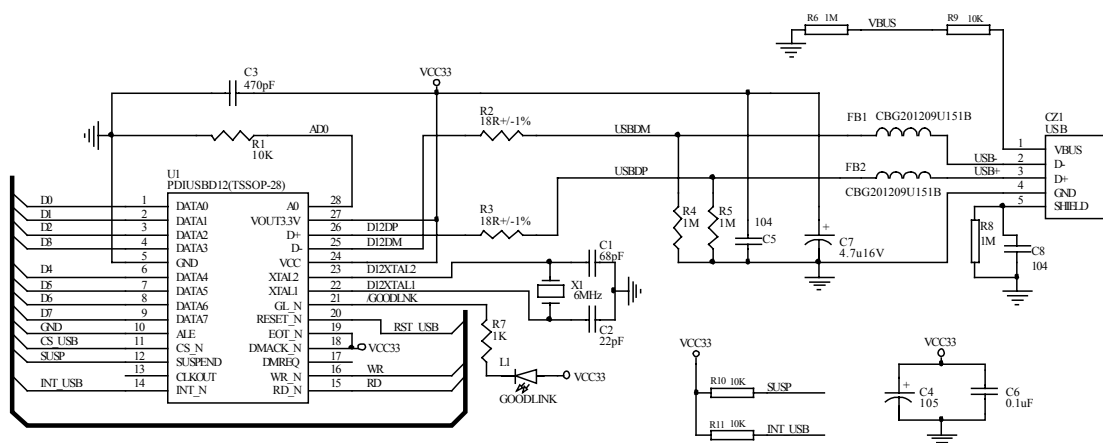 R6 1M
VBUS
R9 10K
C3
470pF
VCC33
R2
18R+/-1%
USBDM
FB1 CBG201209U151B
CZ1
USB
AD0
R1
10K
1 VBUS
USB- 2 D-
USB+ 3 D+
4 GND
5 SHIELD
FB2
CBG201209U151B
USBDP
U1
PDIUSBD12(TSSOP-28)
D0 1 DATA0 A0 28
D1 2 DATA1 VOUT3.3V 27
D2 3 DATA2 D+ 26 D12DP
D3 4 DATA3 D- 25 D12DM
5 GND VCC 24
D4 6 DATA4 XTAL2 23 D12XTAL2
D5 7 DATA5 XTAL1 22 D12XTAL1
D6 8 DATA6 GL_N 21 /GOODLNK
D7 9 DATA7 RESET_N 20
GND 10 ALE EOT_N 19
CS_USB 11 CS_N DMACK_N 18 VCC33
SUSP 12 SUSPEND DMREQ 17
13 CLKOUT WR_N 16 WR
INT_USB 14 INT_N RD_N 15 RD
RST_USB
R3
18R+/-1%
C1
68pF
X1
6MHz
C2
22pF
R7
1K
L1
VCC33
GOODLINK
R4
1M
R5
1M
104
C5
+
C7
4.7u16V
R8
1M
C8
104
VCC33
R10 10K SUSP
R11 10K INT_USB
VCC33
+
C4
105
C6
0.1uF